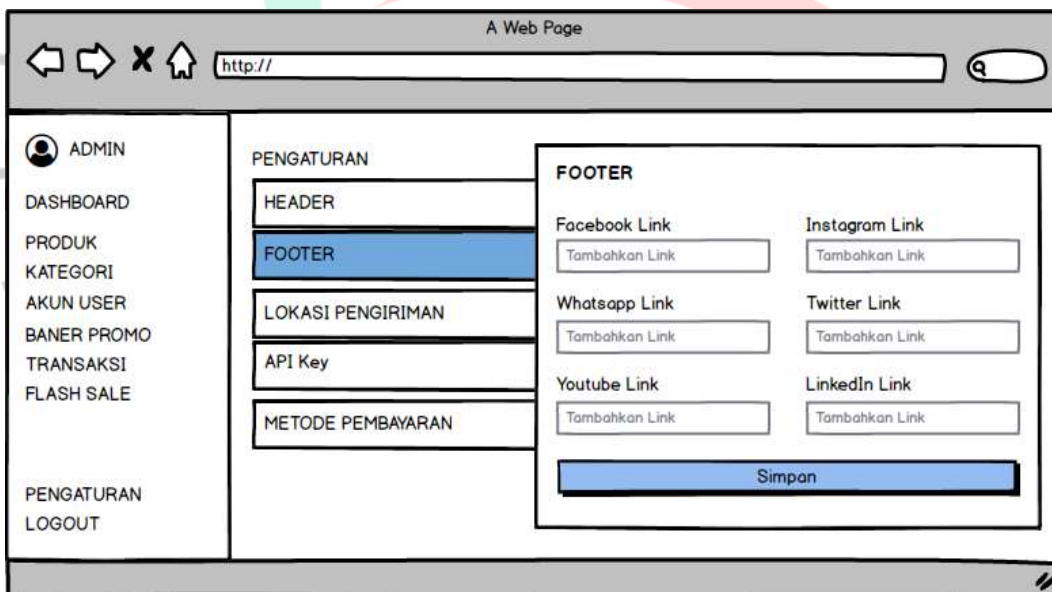 A Web Page
http://
ADMIN
DASHBOARD
PRODUK
KATEGORI
AKUN USER
BANER PROMO
TRANSAKSI
FLASH SALE
PENGATURAN
LOGOUT
PENGATURAN
HEADER
FOOTER
LOKASI PENGIRIMAN
API Key
METODE PEMBAYARAN
FOOTER
Facebook Link Instagram Link
Tambahkan Link Tambahkan Link
Whatsapp Link Twitter Link
Tambahkan Link Tambahkan Link
Youtube Link LinkedIn Link
Tambahkan Link Tambahkan Link
Simpan